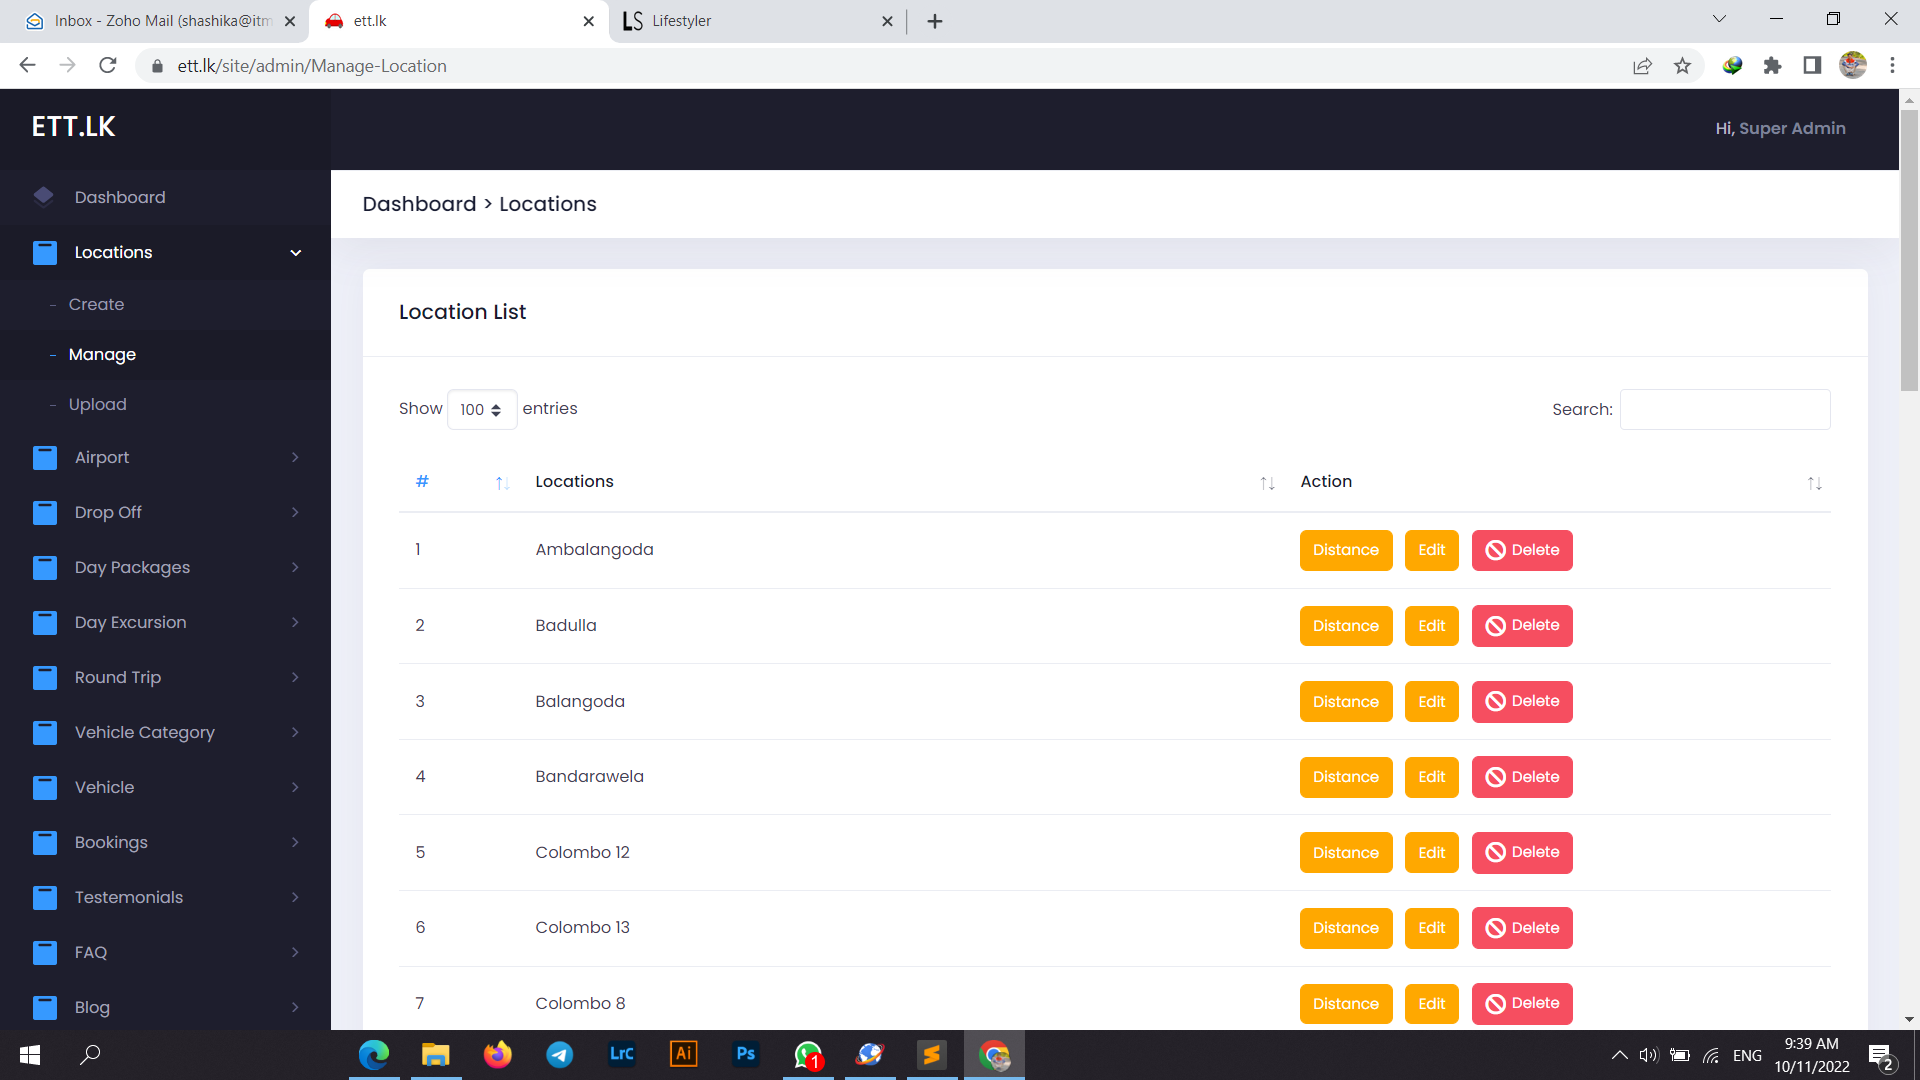 Inbox - Zoho Mail (shashika@itm
ett.lk
Lifestyler
ett.lk/site/admin/Manage-Location
ETT.LK
Hi, Super Admin
Dashboard
Locations
Create
Manage
Upload
Airport
Drop Off
Day Packages
Day Excursion
Round Trip
Vehicle Category
Vehicle
Bookings
Testemonials
FAQ
Blog
Dashboard > Locations
Location List
Show 100 entries
Search:
# Locations Action
1 Ambalangoda Distance Edit Delete
2 Badulla Distance Edit Delete
3 Balangoda Distance Edit Delete
4 Bandarawela Distance Edit Delete
5 Colombo 12 Distance Edit Delete
6 Colombo 13 Distance Edit Delete
7 Colombo 8 Distance Edit Delete
LrC
Ai
Ps
1
ENG
9:39 AM
10/11/2022
2